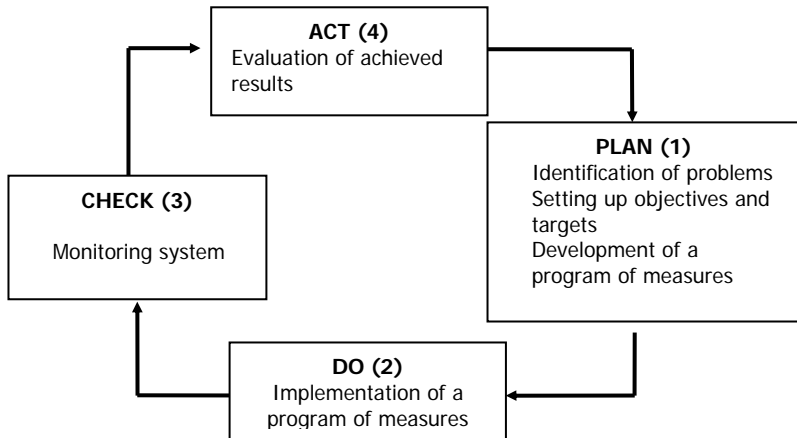 ACT (4)
Evaluation of achieved
results
PLAN (1)
Identification of problems
Setting up objectives and
targets
Development of a
program of measures
CHECK (3)
Monitoring system
DO (2)
Implementation of a
program of measures